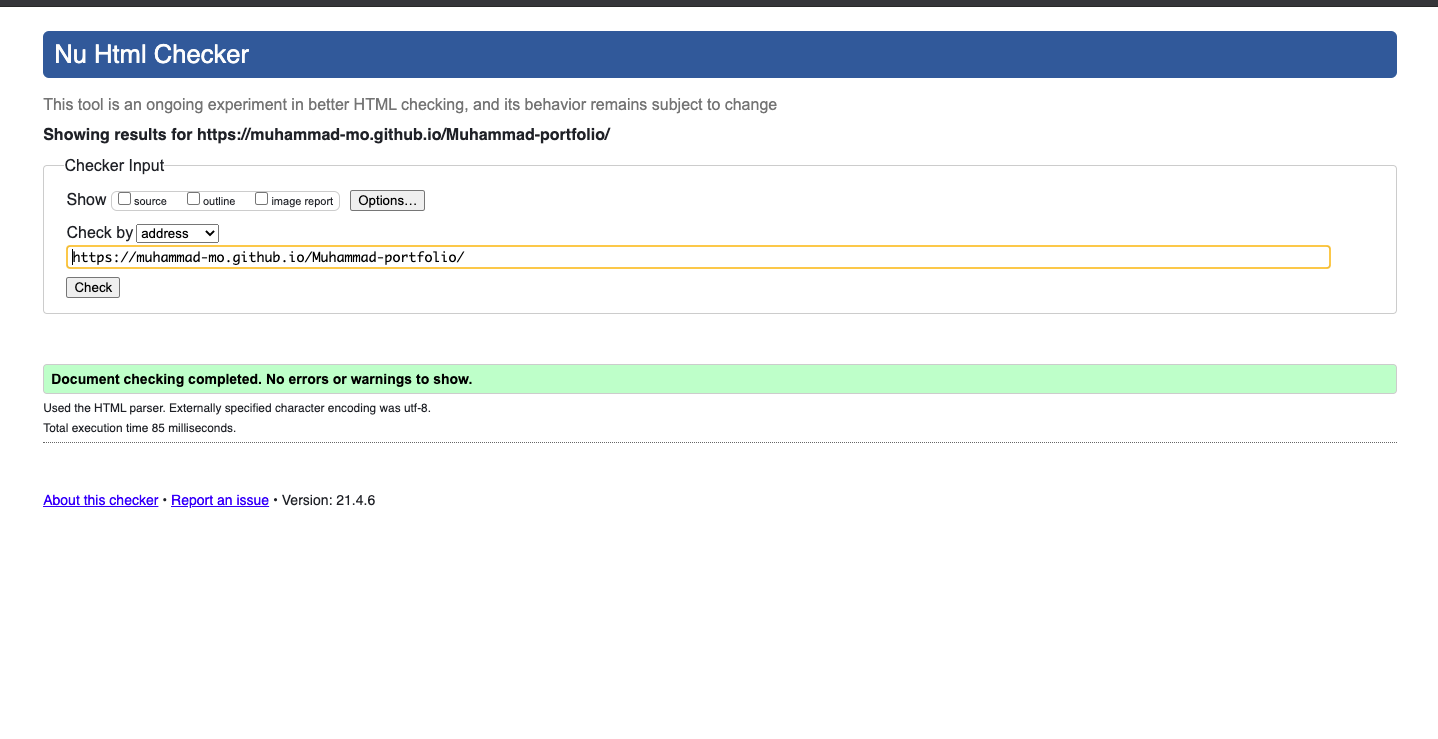 Nu Html Checker
This tool is an ongoing experiment in better HTML checking, and its behavior remains subject to change
Showing results for https://muhammad-mo.github.io/Muhammad-portfolio/
Checker Input
Show source outline image report Options...
Check by address
https://muhammad-mo.github.io/Muhammad-portfolio/
Check
Document checking completed. No errors or warnings to show.
Used the HTML parser. Externally specified character encoding was utf-8.
Total execution time 85 milliseconds.
About this checker • Report an issue • Version: 21.4.6